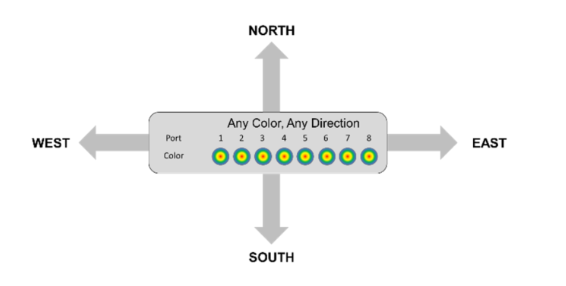 NORTH
Any Color, Any Direction
Port 1 2 3 4 5 6 7 8
WEST
EAST
Color
SOUTH